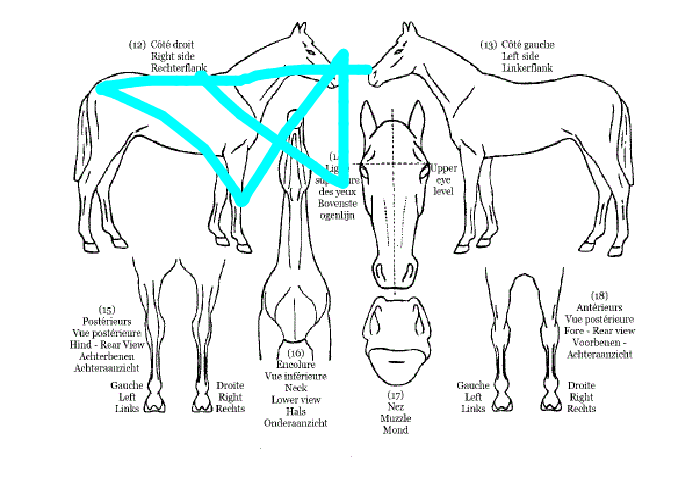 (12) Côté droit
Right side
Rechterflank
(13) Côté gauche
Left side
Linkerflank
des yeux
Bovenste
ogenlijn
Upper
eye
level
(15)
Postérieurs
Vue postérieure
Hind - Rear View
Achterbenen
Achteraanzicht
Gauche
Left
Links
Droite
Right
Rechts
(16)
Encolure
Vue inférieure
Neck
Lower view
Hals
Onderaanzicht
(17)
Nez
Muzzle
Mond
(18)
Antérieurs
Vue postérieure
Fore - Rear view
Voorbenen -
Achteraanzicht
Gauche
Left
Links
Droite
Right
Rechts